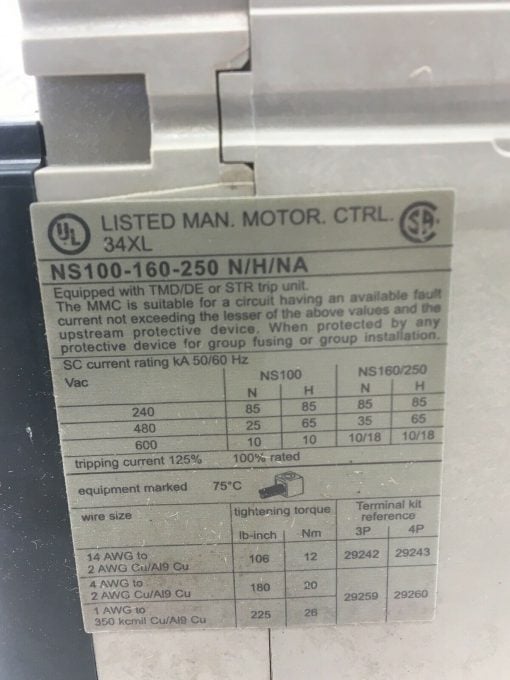 UL LISTED MAN. MOTOR. CTRL. SA
34XL
NS100-160-250 N/H/NA
Equipped with TMD/DE or STR trip unit.
The MMC is suitable for a circuit having an available fault
current not exceeding the lesser of the above values and the
upstream protective device. When protected by any
protective device for group fusing or group installation.
SC current rating kA 50/60 Hz
Vac NS100 NS160/250
N H N H
240 85 85 85 85
480 25 65 35 65
600 10 10 10/18 10/18
tripping current 125% 100% rated
equipment marked 75°C
wire size tightening torque Terminal kit
reference
lb-inch Nm 3P 4P
14 AWG to
2 AWG Cu/Al9 Cu 106 12 29242 29243
4 AWG to
2 AWG Cu/Al9 Cu 180 20 29259 29260
1 AWG to
350 kcmil Cu/Al9 Cu 225 26